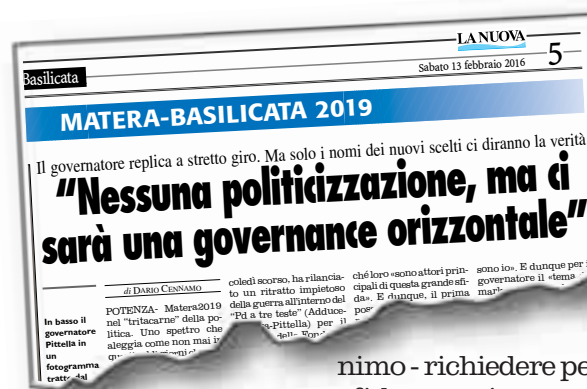 LA NUOVA
Basilicata
Sabato 13 febbraio 2016 5
MATERA-BASILICATA 2019
Il governatore replica a stretto giro. Ma solo i nomi dei nuovi scelti ci diranno la verità
“Nessuna politicizzazione, ma ci
sarà una governance orizzontale”
In basso il
governatore
Pittella in
un
fotogramma
tratto dal
di DARIO CENNAMO
POTENZA- Matera2019
nel "tritacarne" della po-
litica. Uno spettro che
aleggia come non mai in
coledì scorso, ha rilancia-
to un ritratto impietoso
della guerra all'interno del
"Pd a tre teste" (Adduce-
-Pittella) per il
ché loro «sono attori prin-
cipali di questa grande sfi-
da». E dunque, il prima
sono io». E dunque per
governatore il «tema
nimo - richiedere pe